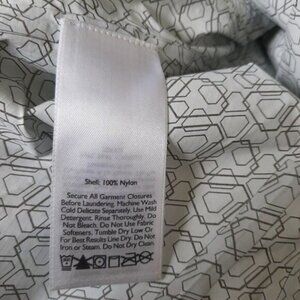 Shell: 100% Nylon
Secure All Garment Closures
Before Laundering. Machine Wash
Cold Delicate Separately. Use Mild
Detergent. Rinse Thoroughly. Do
Not Bleach. Do Not Use Fabric
Softeners. Tumble Dry Low Or
For Best Results Line Dry. Do Not
Iron or Steam. Do Not Dry Clean.